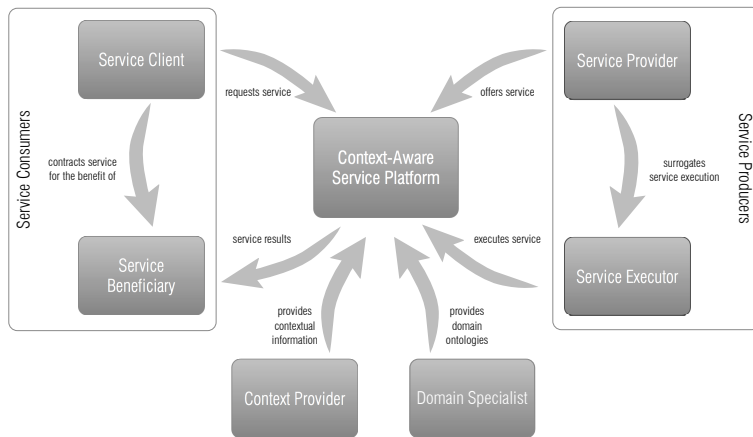 Service Consumers
Service Client
contracts service
for the benefit of
Service
Beneficiary
requests service
service results
Context-Aware
Service Platform
offers service
executes service
provides
contextual
information
provides
domain
ontologies
Context Provider
Domain Specialist
Service Producers
Service Provider
surrogates
service execution
Service Executor